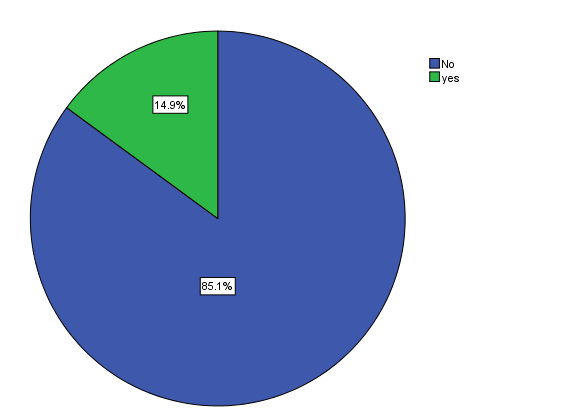 No
yes
14.9%
85.1%